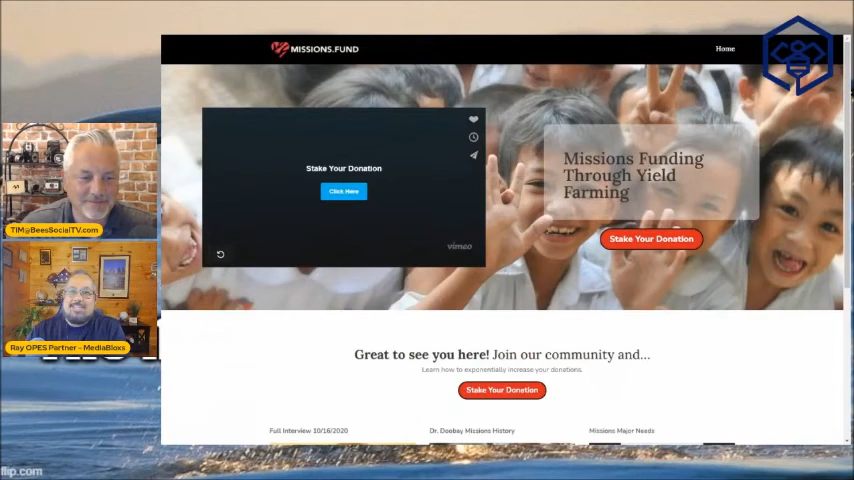 MISSIONS.FUND
Home
Stake Your Donation
Click Here
vimeo
Missions Funding
Through Yield
Farming
Stake Your Donation
TIM@BeesSocialTV.com
Ray OPES Partner - MediaBloxs
Great to see you here! Join our community and...
Learn how to exponentially increase your donations.
Stake Your Donation
Full Interview 10/16/2020
Dr. Doobay Missions History
Missions Major Needs
flip.com